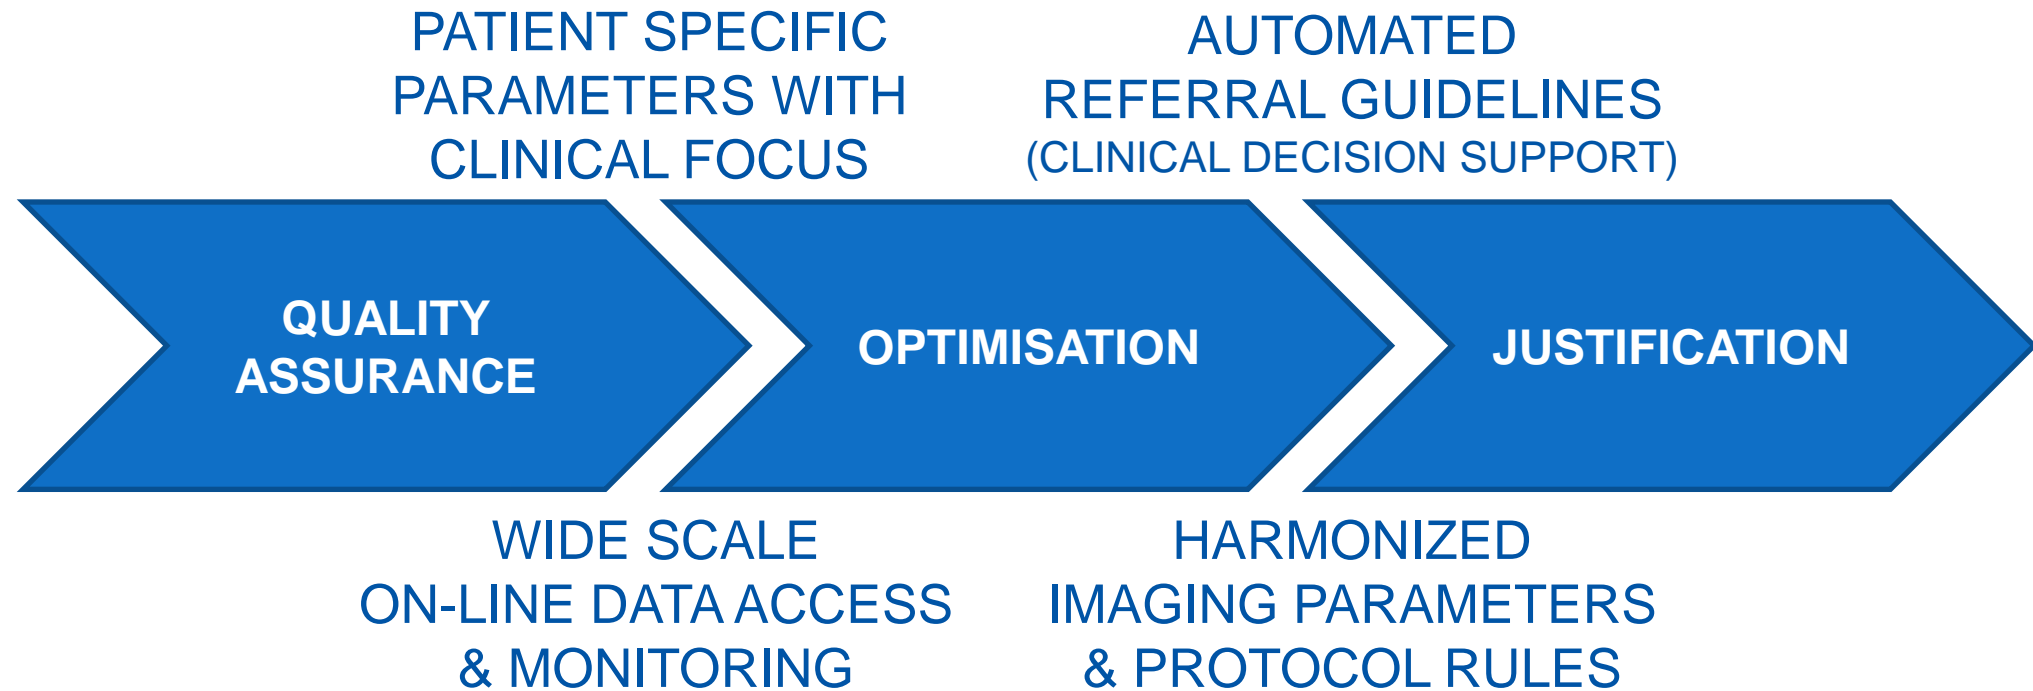 PATIENT SPECIFIC
PARAMETERS WITH
CLINICAL FOCUS
AUTOMATED
REFERRAL GUIDELINES
(CLINICAL DECISION SUPPORT)
QUALITY
ASSURANCE
OPTIMISATION
JUSTIFICATION
WIDE SCALE
ON-LINE DATA ACCESS
& MONITORING
HARMONIZED
IMAGING PARAMETERS
& PROTOCOL RULES